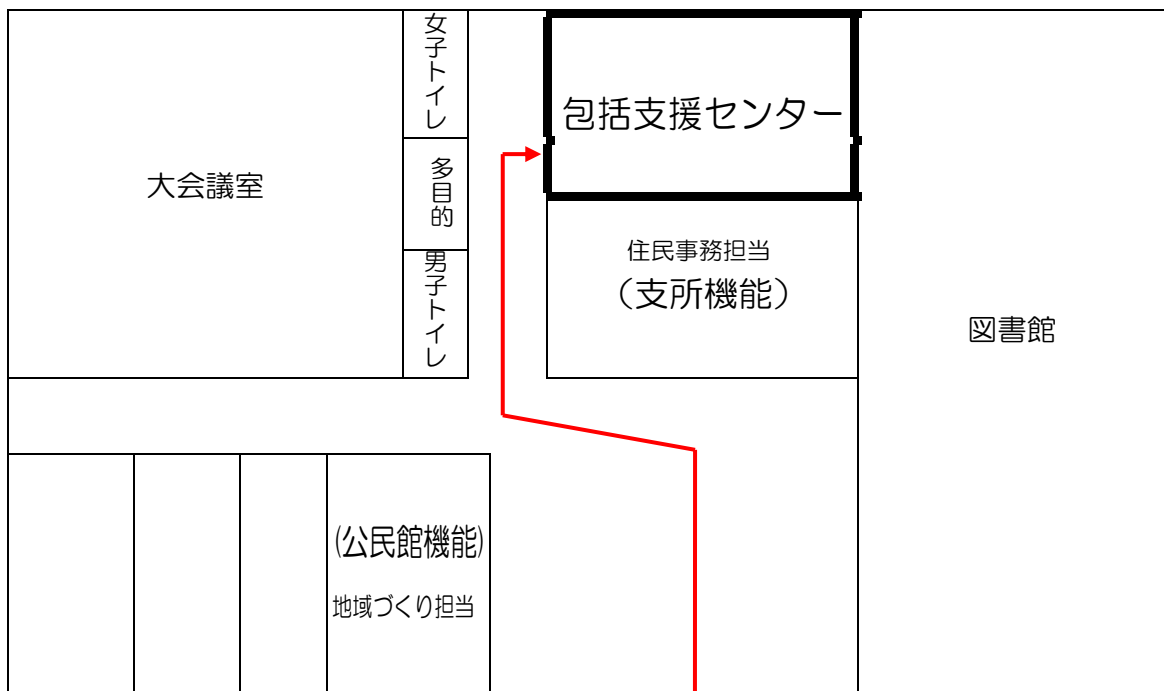 女子トイレ
包括支援センター
多目的
大会議室
男子トイレ
住民事務担当
（支所機能）
図書館
(公民館機能)
地域づくり担当